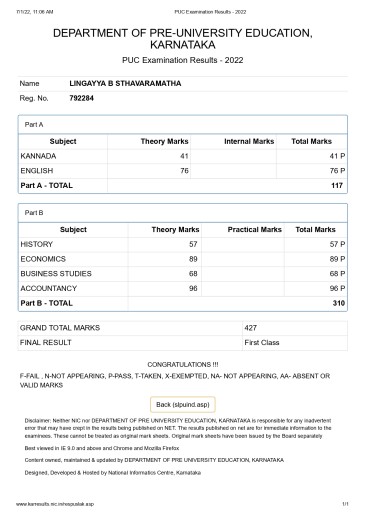 7/1/22, 11:06 AM PUC Examination Results - 2022
DEPARTMENT OF PRE-UNIVERSITY EDUCATION,
KARNATAKA
PUC Examination Results - 2022
Name LINGAYYA B STHAVARAMATHA
Reg. No. 792284
Part A
Subject Theory Marks Internal Marks Total Marks
KANNADA 41 41 P
ENGLISH 76 76 P
Part A - TOTAL 117
Part B
Subject Theory Marks Practical Marks Total Marks
HISTORY 57 57 P
ECONOMICS 89 89 P
BUSINESS STUDIES 68 68 P
ACCOUNTANCY 96 96 P
Part B - TOTAL 310
GRAND TOTAL MARKS 427
FINAL RESULT First Class
CONGRATULATIONS !!!
F-FAIL , N-NOT APPEARING, P-PASS, T-TAKEN, X-EXEMPTED, NA- NOT APPEARING, AA- ABSENT OR
VALID MARKS
Back (slpuind.asp)
Disclaimer: Neither NIC nor DEPARTMENT OF PRE UNIVERSITY EDUCATION, KARNATAKA is responsible for any inadvertent
error that may have crept in the results being published on NET. The results published on net are for immediate information to the
examinees. These cannot be treated as original mark sheets. Original mark sheets have been issued by the Board separately
Best viewed in IE 9.0 and above and Chrome and Mozilla Firefox
Content owned, maintained & updated by DEPARTMENT OF PRE UNIVERSITY EDUCATION, KARNATAKA
Designed, Developed & Hosted by National Informatics Centre, Karnataka
1/1